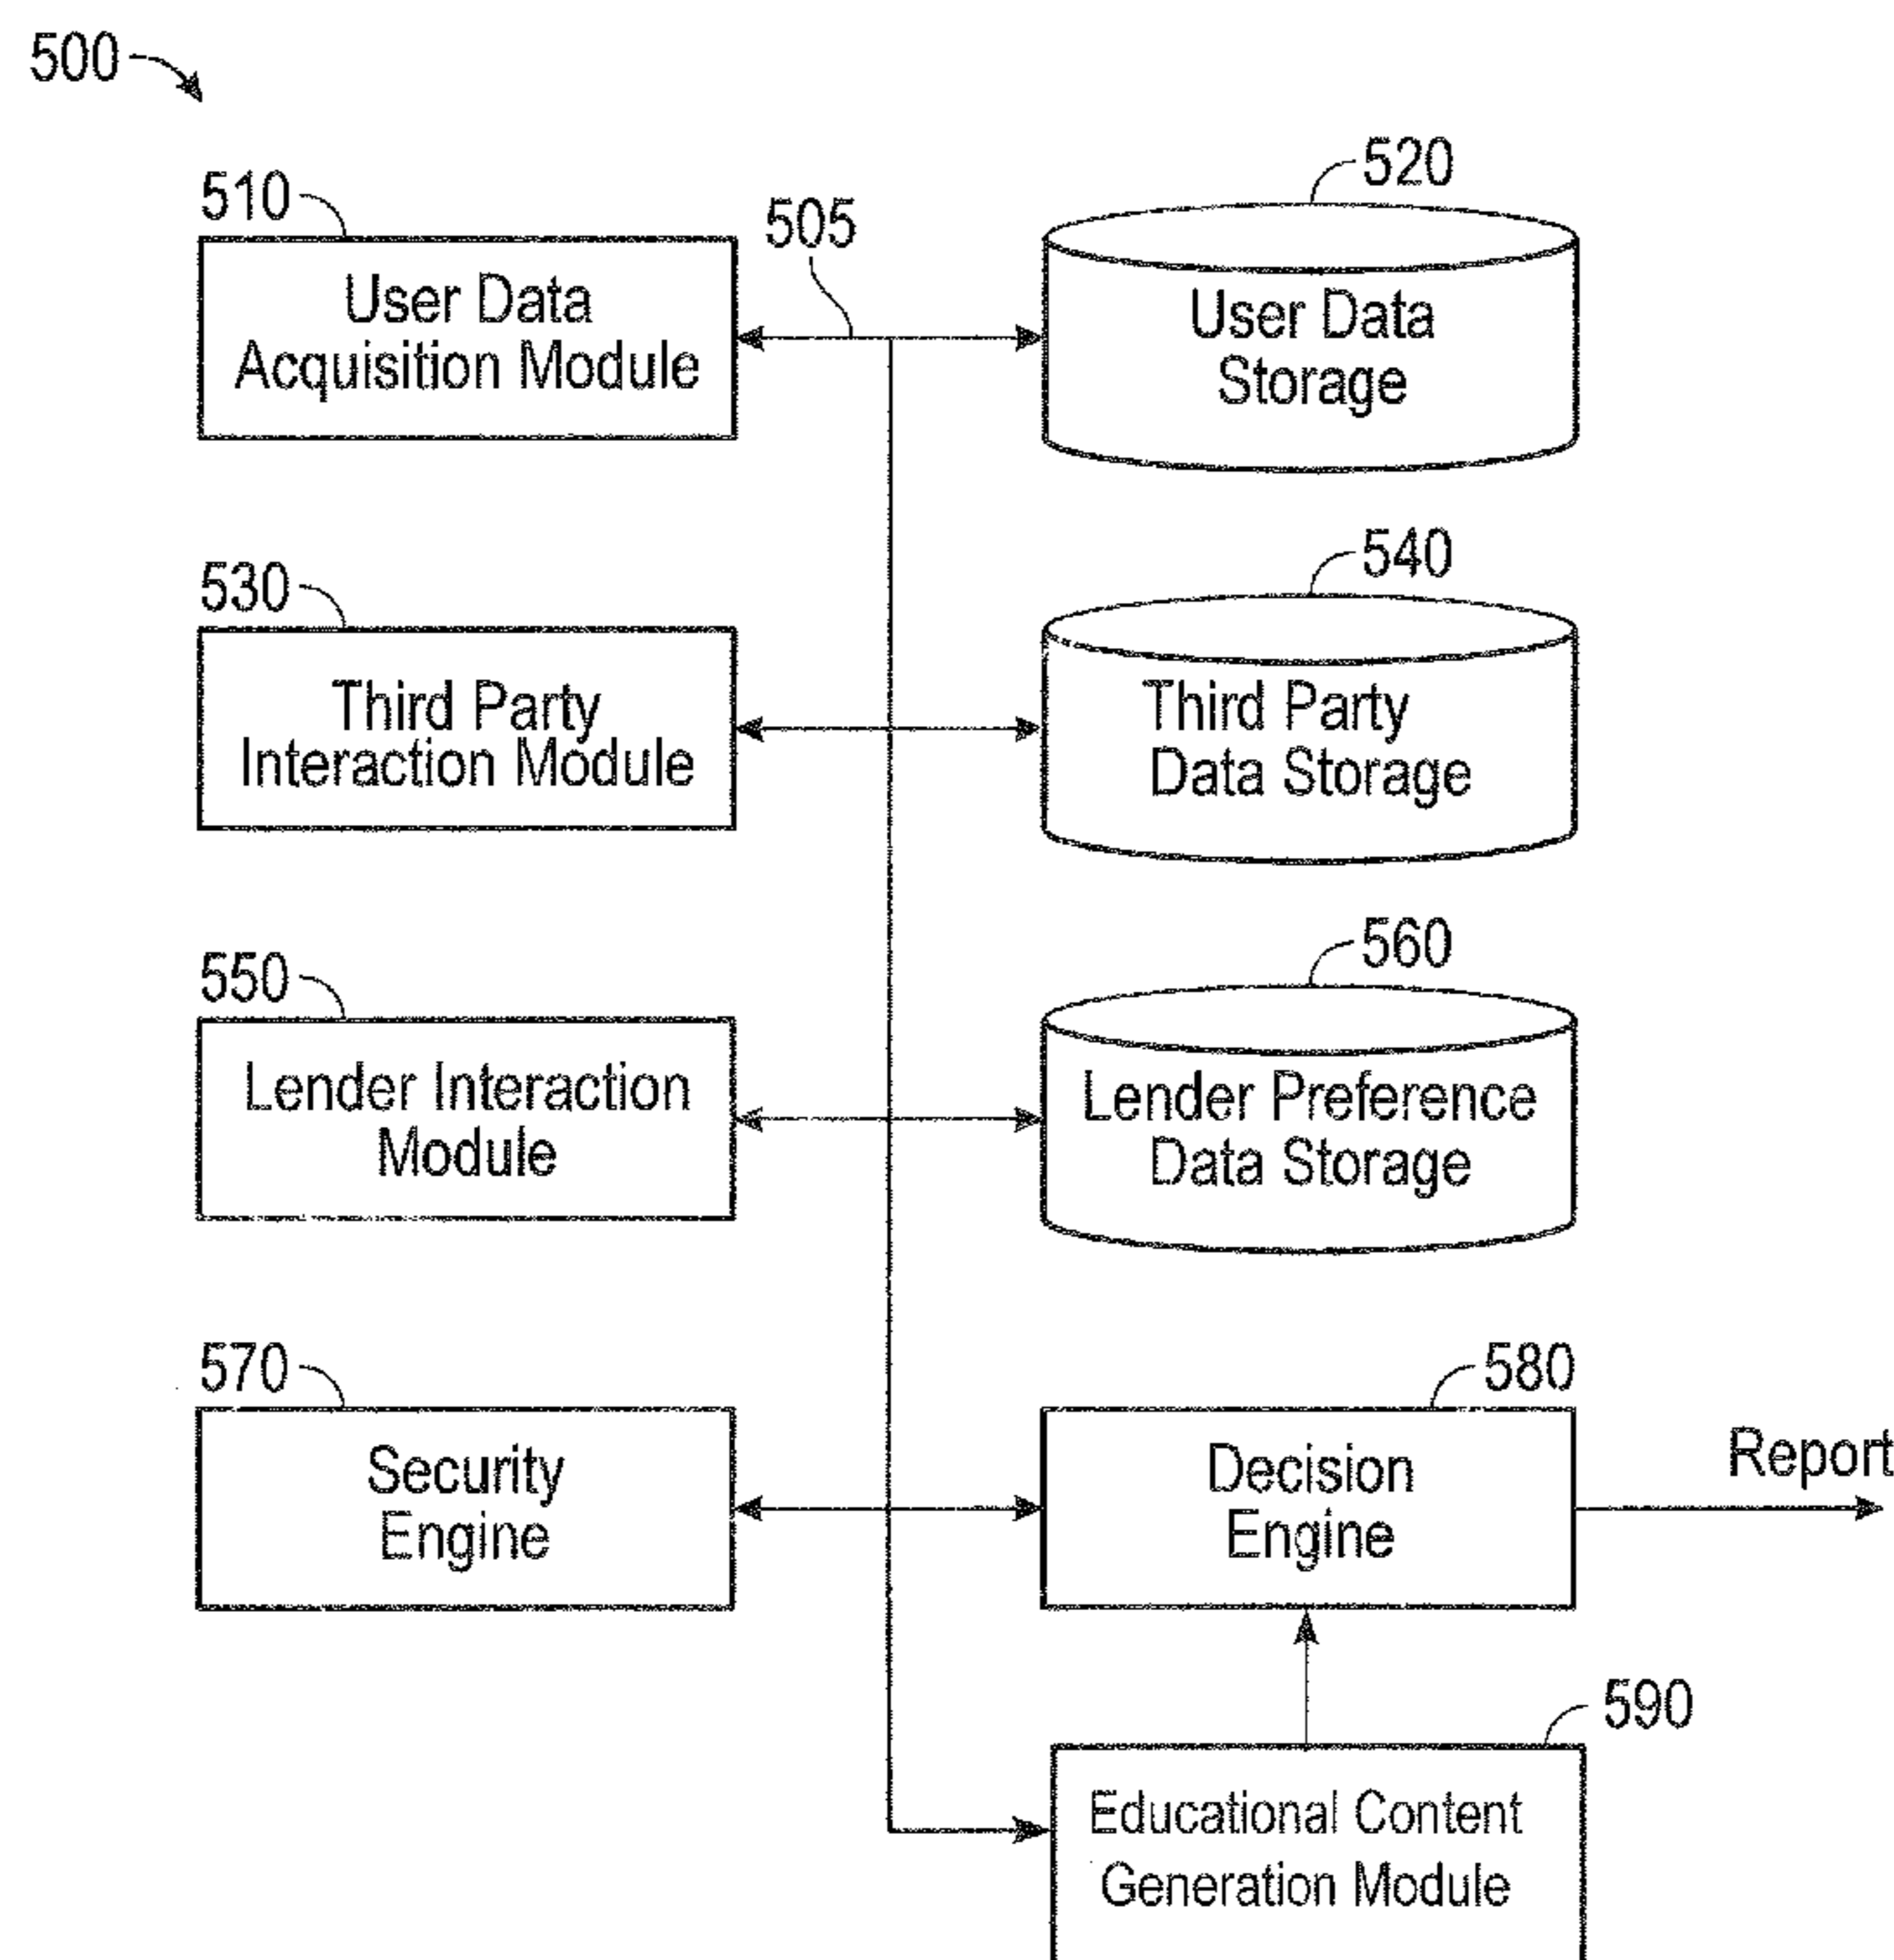 500
510
505
520
User Data
Acquisition Module
User Data
Storage
530
540
Third Party
Interaction Module
Third Party
Data Storage
550
560
Lender Interaction
Module
Lender Preference
Data Storage
570
580
Security
Engine
Decision
Engine
Report
590
Educational Content
Generation Module